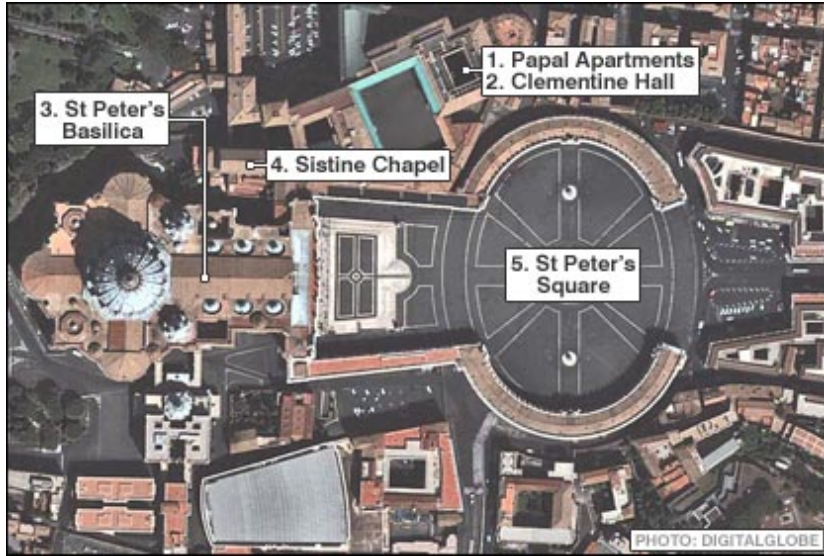 1. Papal Apartments
2. Clementine Hall
3. St Peter's
Basilica
4. Sistine Chapel
5. St Peter's
Square
PHOTO: DIGITALGLOBE